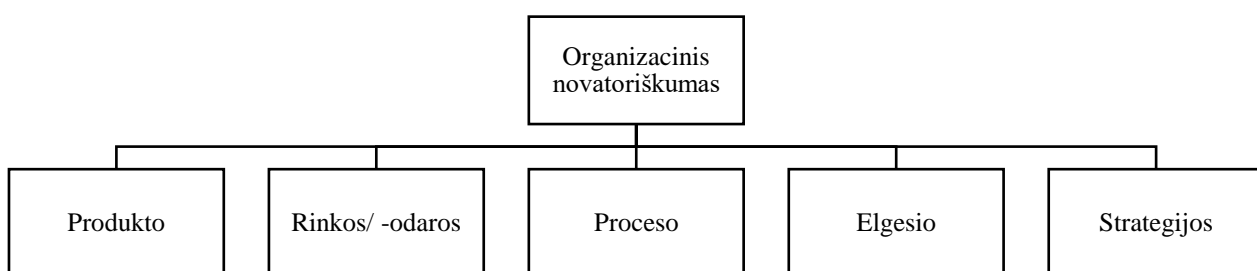 Organizacinis
novatoriškumas
Produkto
Rinkos/ -odaros
Proceso
Elgesio
Strategijos